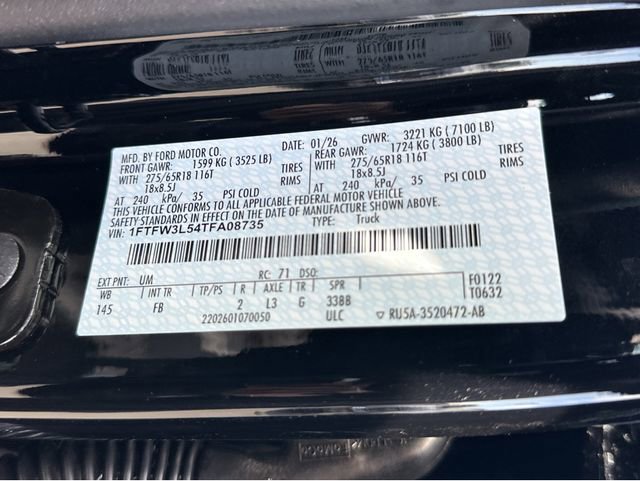 MFD. BY FORD MOTOR CO. DATE: 01/26 GVWR: 3221 KG ( 7100 LB)
FRONT GAWR: 1599 KG ( 3525 LB) REAR GAWR: 1724 KG ( 3800 LB)
WITH 275/65R18 116T TIRES WITH 275/65R18 116T TIRES
18x8.5J RIMS 18x8.5J RIMS
AT 240 kPa/ 35 PSI COLD AT 240 kPa/ 35 PSI COLD
THIS VEHICLE CONFORMS TO ALL APPLICABLE FEDERAL MOTOR VEHICLE
SAFETY STANDARDS IN EFFECT ON THE DATE OF MANUFACTURE SHOWN ABOVE.
VIN: 1FTFW3L54TFA08735 TYPE: Truck
EXT PNT: UM RC: 71 DSO: F0122
WB INT TR TP/PS R AXLE TR SPR T0632
145 FB 2 L3 G 3388
2202601070050 ULC ▽ RU5A-3520472-AB